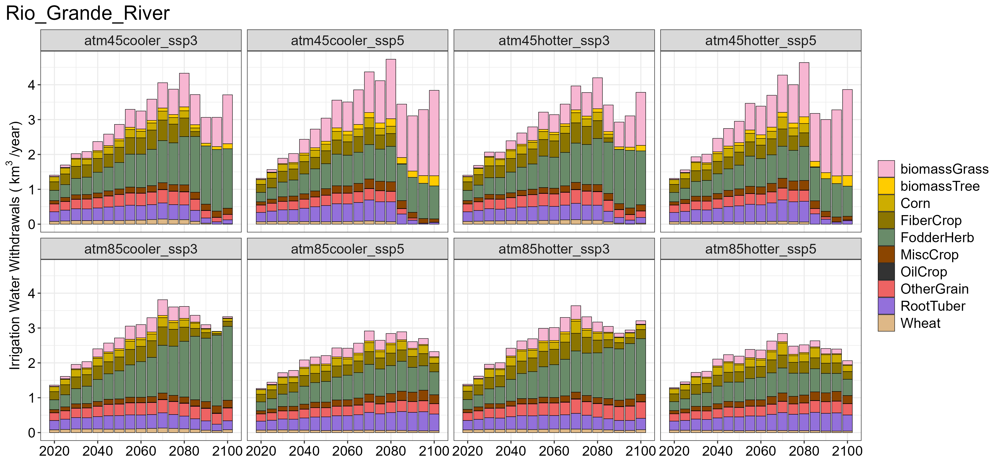 Rio_Grande_River
atm45cooler_ssp3
atm45cooler_ssp5
atm45hotter_ssp3
atm45hotter_ssp5
4
3
2
1
0
atm85cooler_ssp3
atm85cooler_ssp5
atm85hotter_ssp3
atm85hotter_ssp5
4
3
2
1
0
2020 2040 2060 2080 2100
2020 2040 2060 2080 2100
2020 2040 2060 2080 2100
2020 2040 2060 2080 2100
Irrigation Water Withdrawals ( km³ /year)
biomassGrass
biomassTree
Corn
FiberCrop
FodderHerb
MiscCrop
OilCrop
OtherGrain
RootTuber
Wheat